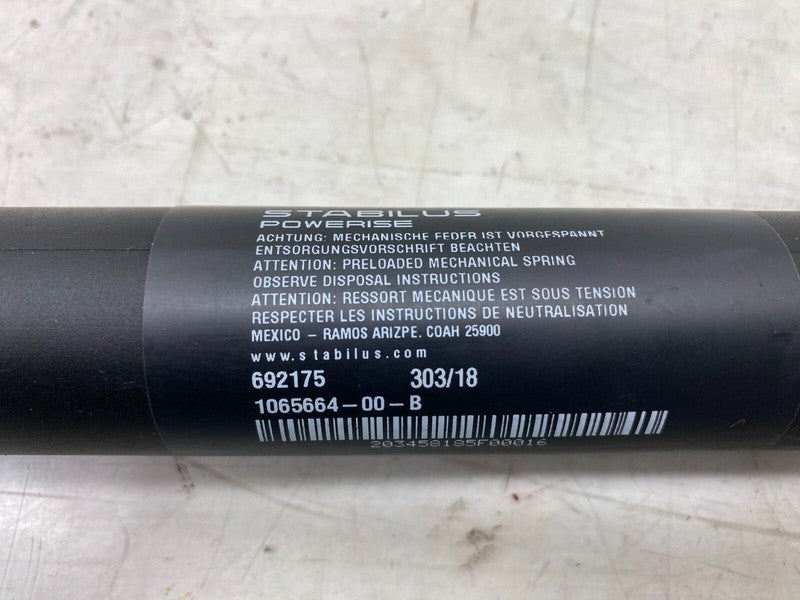 STABILUS
POWERISE
ACHTUNG: MECHANISCHE FEDER IST VORGESPANNT
ENTSORGUNGSVORSCHRIFT BEACHTEN
ATTENTION: PRELOADED MECHANICAL SPRING
OBSERVE DISPOSAL INSTRUCTIONS
ATTENTION: RESSORT MECANIQUE EST SOUS TENSION
RESPECTER LES INSTRUCTIONS DE NEUTRALISATION
MEXICO – RAMOS ARIZPE. COAH 25900
www.stabilus.com
692175 303/18
1065664–00–B
203458185F00016